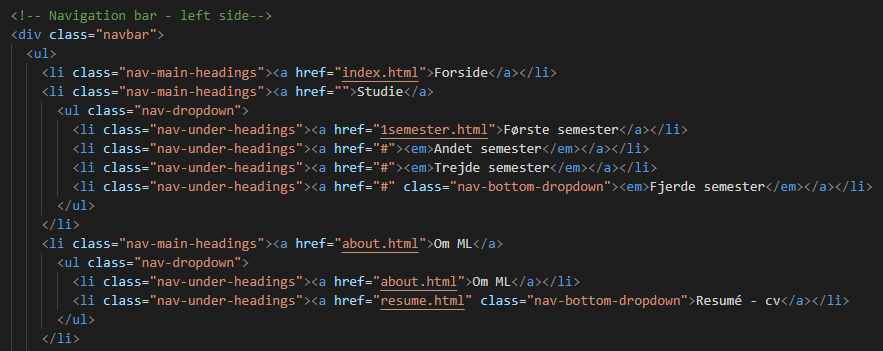 <!-- Navigation bar - left side-->
<div class="navbar">
<ul>
<li class="nav-main-headings"><a href="index.html">Forside</a></li>
<li class="nav-main-headings"><a href="">Studie</a>
<ul class="nav-dropdown">
<li class="nav-under-headings"><a href="1semester.html">Første semester</a></li>
<li class="nav-under-headings"><a href="#"><em>Andet semester</em></a></li>
<li class="nav-under-headings"><a href="#"><em>Trejde semester</em></a></li>
<li class="nav-under-headings"><a href="#" class="nav-bottom-dropdown"><em>Fjerde semester</em></a></li>
</ul>
</li>
<li class="nav-main-headings"><a href="about.html">Om ML</a>
<ul class="nav-dropdown">
<li class="nav-under-headings"><a href="about.html">Om ML</a></li>
<li class="nav-under-headings"><a href="resume.html" class="nav-bottom-dropdown">Resumé - cv</a></li>
</ul>
</li>